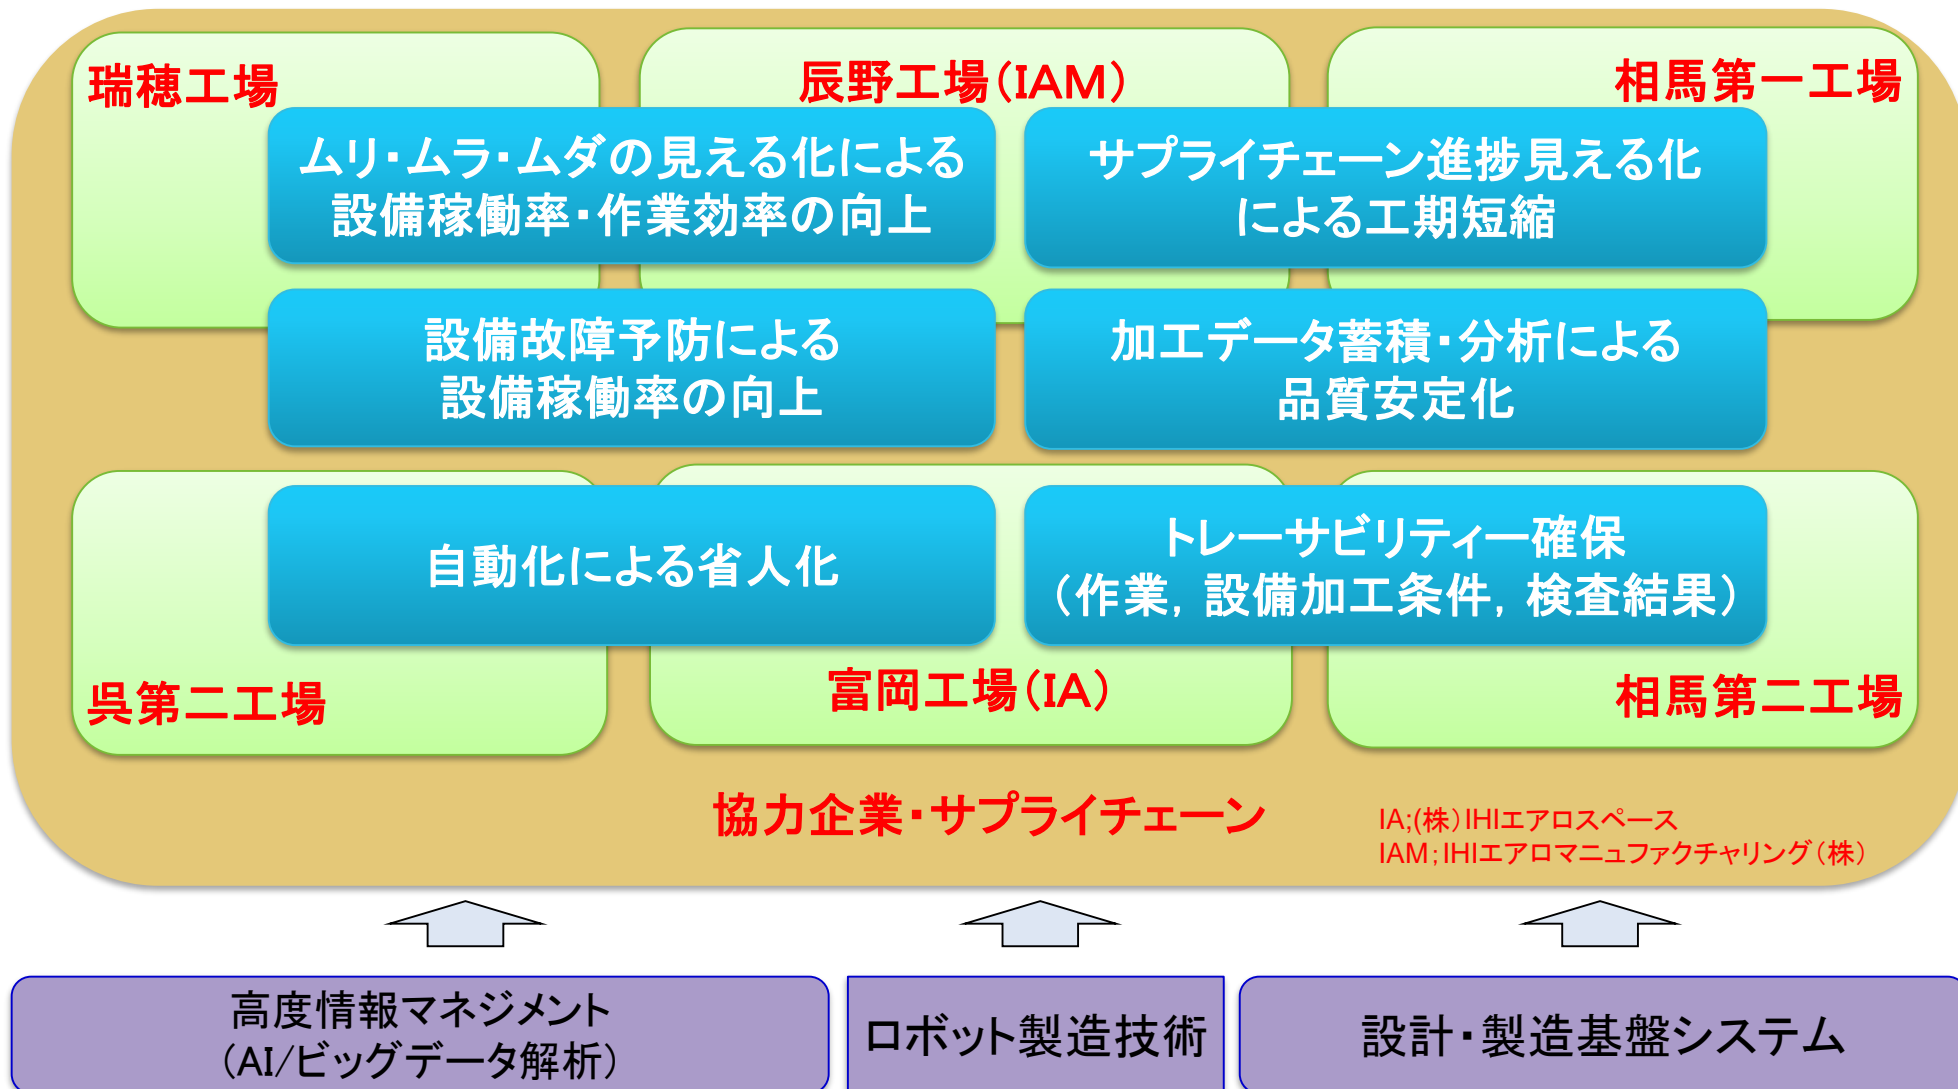 瑞穂工場
辰野工場（IAM）
相馬第一工場
ムリ・ムラ・ムダの見える化による
設備稼働率・作業効率の向上
サプライチェーン進捗見える化
による工期短縮
設備故障予防による
設備稼働率の向上
加工データ蓄積・分析による
品質安定化
自動化による省人化
トレーサビリティー確保
（作業，設備加工条件，検査結果）
呉第二工場
富岡工場（IA）
相馬第二工場
協力企業・サプライチェーン
IA;(株）IHIエアロスペース
IAM；IHIエアロマニュファクチャリング（株）
高度情報マネジメント
（AI/ビッグデータ解析）
ロボット製造技術
設計・製造基盤システム